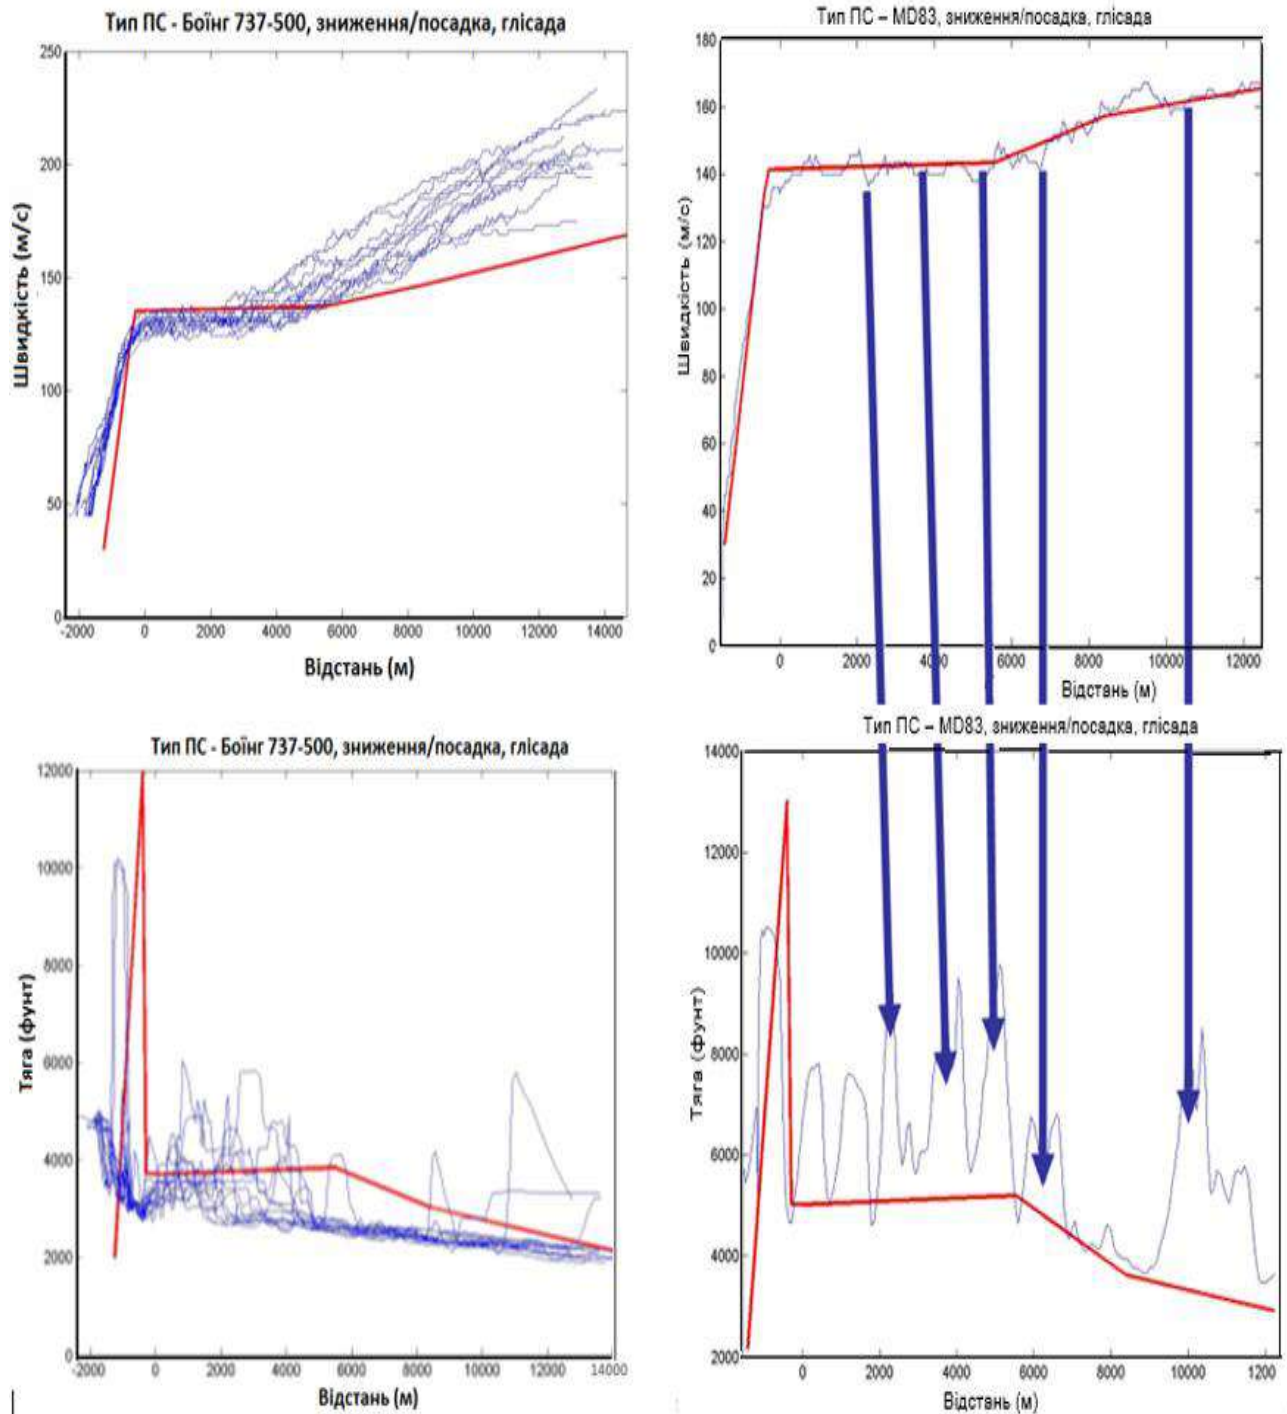 Тип ПС - Боїнг 737-500, зниження/посадка, глісада
250
200
150
100
50
0
Швидкість (м/с)
-2000 0 2000 4000 6000 8000 10000 12000 14000
Відстань (м)
Тип ПС – MD83, зниження/посадка, глісада
180
160
140
120
100
80
60
40
20
0
Швидкість (м/с)
0 2000 4000 6000 8000 10000 12000
Відстань (м)
Тип ПС - Боїнг 737-500, зниження/посадка, глісада
12000
10000
8000
6000
4000
2000
0
Тяга (фунт)
-2000 0 2000 4000 6000 8000 10000 12000 14000
Відстань (м)
Тип ПС – MD83, зниження/посадка, глісада
14000
12000
10000
8000
6000
4000
2000
Тяга (фунт)
0 2000 4000 6000 8000 10000 1200
Відстань (м)